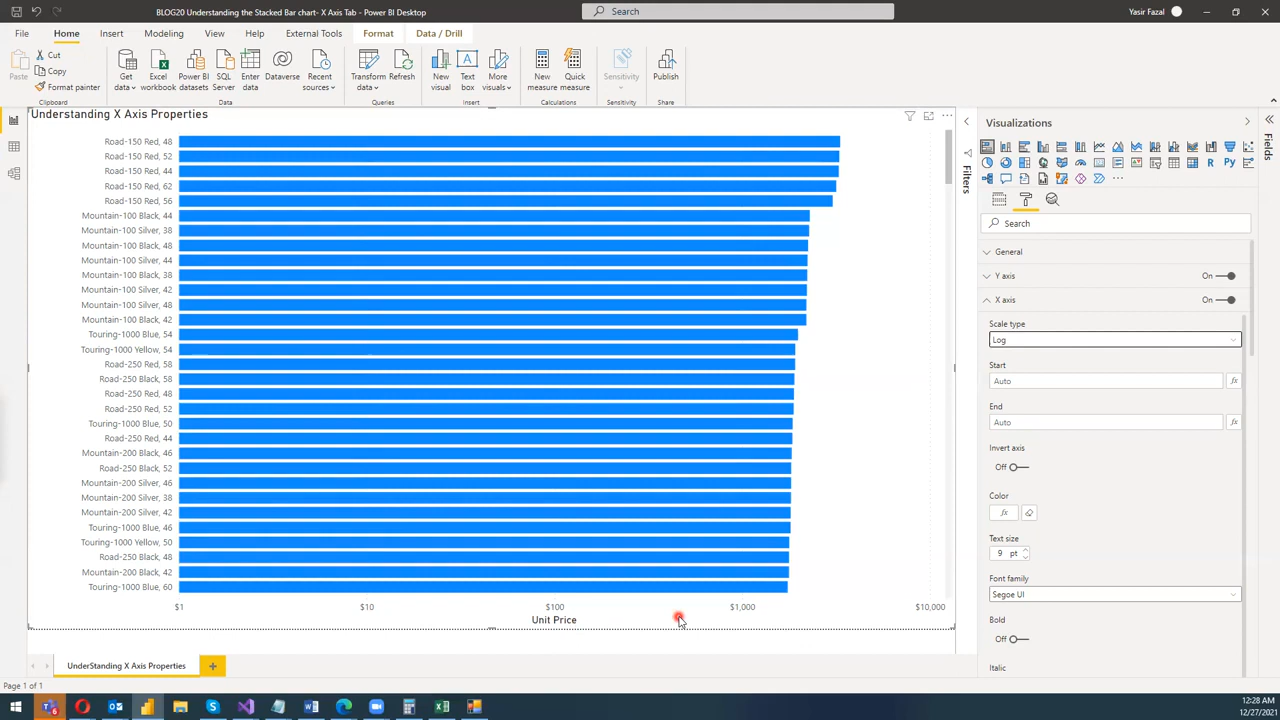 BLOG20 Understanding the Stacked Bar chart- X Axis Tab - Power BI Desktop
Search
Yasir Fazal
File
Home
Insert
Modeling
View
Help
External Tools
Format
Data / Drill
Paste
Cut
Copy
Format painter
Clipboard
Get data
Excel workbook
Power BI datasets
SQL Server
Enter data
Dataverse
Recent sources
Data
Transform data
Refresh
Queries
New visual
Text box
More visuals
Insert
New measure
Quick measure
Calculations
Sensitivity
Sensitivity
Publish
Share
Understanding X Axis Properties
Road-150 Red, 48
Road-150 Red, 52
Road-150 Red, 44
Road-150 Red, 62
Road-150 Red, 56
Mountain-100 Black, 44
Mountain-100 Silver, 38
Mountain-100 Black, 48
Mountain-100 Silver, 44
Mountain-100 Black, 38
Mountain-100 Silver, 42
Mountain-100 Silver, 48
Mountain-100 Black, 42
Touring-1000 Blue, 54
Touring-1000 Yellow, 54
Road-250 Red, 58
Road-250 Black, 58
Road-250 Red, 48
Road-250 Red, 52
Touring-1000 Blue, 50
Road-250 Red, 44
Mountain-200 Black, 46
Road-250 Black, 52
Mountain-200 Silver, 46
Mountain-200 Silver, 38
Mountain-200 Silver, 42
Touring-1000 Blue, 46
Touring-1000 Yellow, 50
Road-250 Black, 48
Mountain-200 Black, 42
Touring-1000 Blue, 60
$1 $10 $100 $1,000 $10,000
Unit Price
Filters
Visualizations
Fields
R
Py
Search
General
Y axis On
X axis On
Scale type
Log
Start
Auto
fx
End
Auto
fx
Invert axis
Off
Color
fx
Text size
9 pt
Font family
Segoe UI
Bold
Off
Italic
UnderStanding X Axis Properties
Page 1 of 1
12:28 AM
12/27/2021